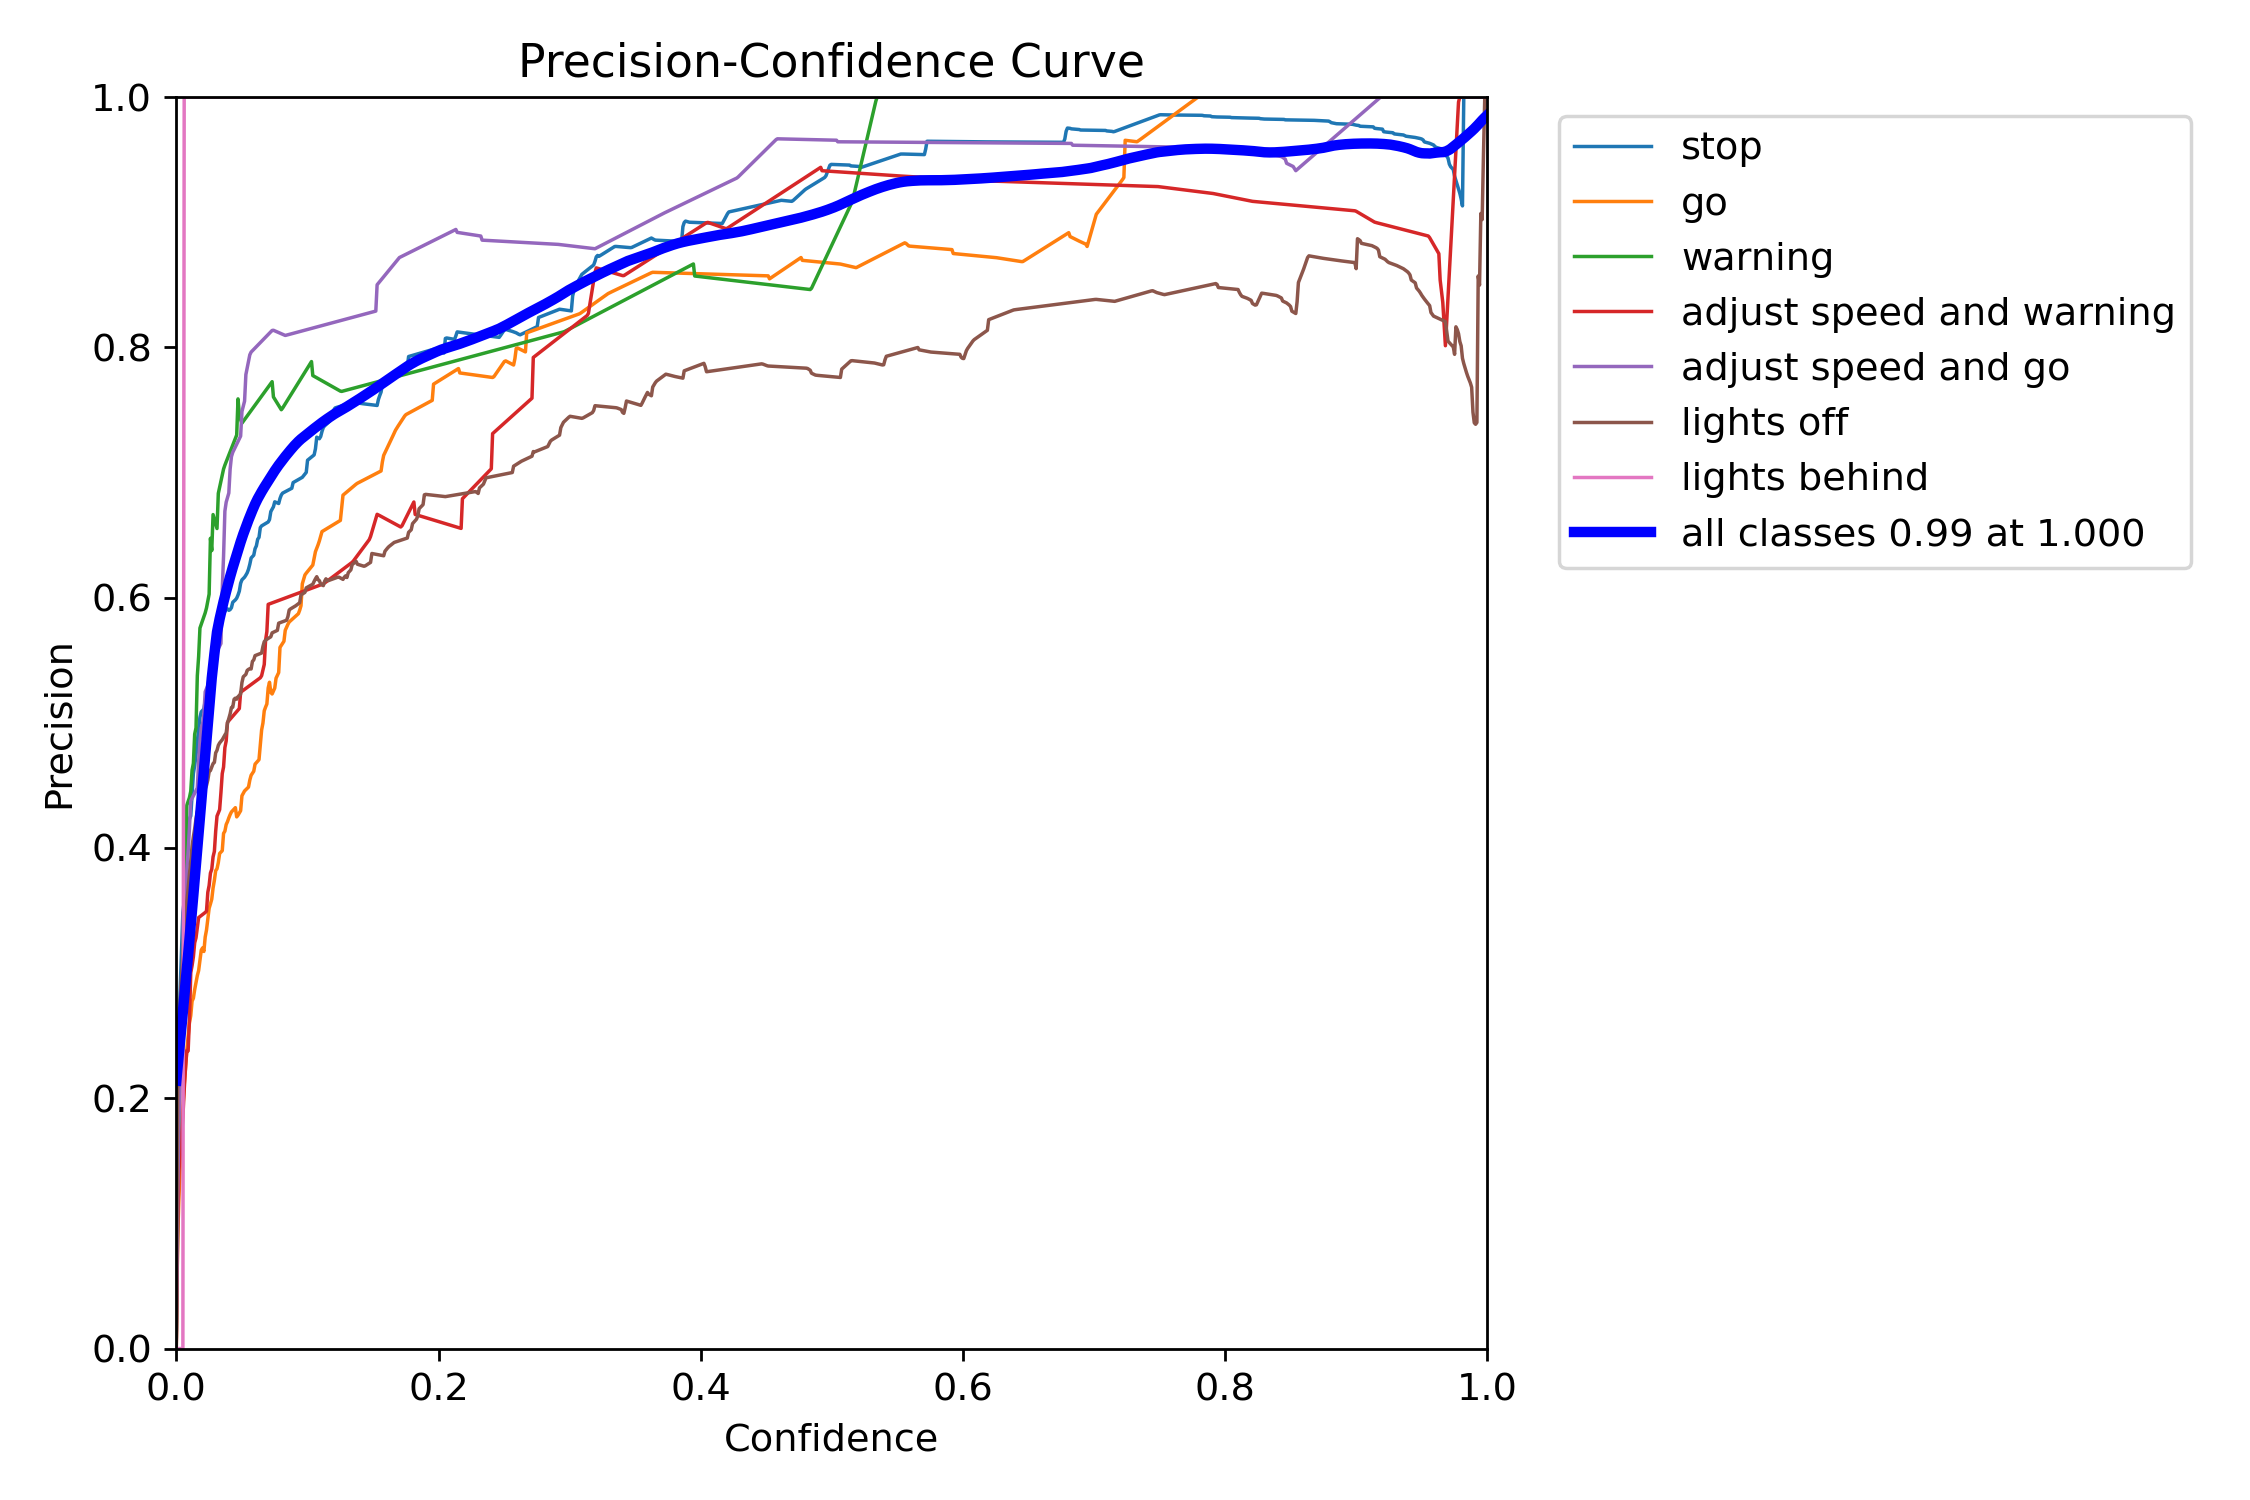 Precision-Confidence Curve
1.0
0.8
0.6
0.4
0.2
0.0
Precision
0.0 0.2 0.4 0.6 0.8 1.0
Confidence
stop
go
warning
adjust speed and warning
adjust speed and go
lights off
lights behind
all classes 0.99 at 1.000